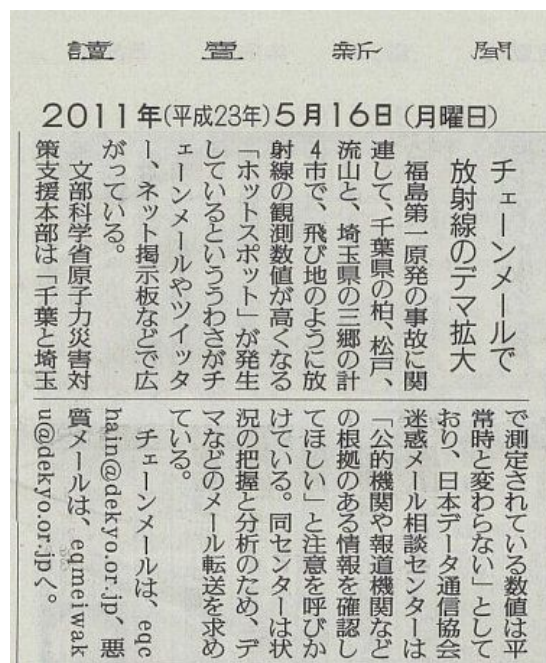 讀賣新聞
2011年(平成23年)5月16日(月曜日)
チェーンメールで
放射線のデマ拡大
福島第一原発の事故に関
連して、千葉県の柏、松戸、
流山と、埼玉県の三郷の計
4市で、飛び地のように放
射線の観測数値が高くなる
「ホットスポット」が発生
しているといううわさがチ
ェーンメールやツイッタ
ー、ネット掲示板などで広
がっている。
文部科学省原子力災害対
策支援本部は「千葉と埼玉
で測定されている数値は平
常時と変わらない」として
おり、日本データ通信協会
迷惑メール相談センターは
「公的機関や報道機関など
の根拠のある情報を確認し
てほしい」と注意を呼びか
けている。同センターは状
況の把握と分析のため、デ
マなどのメール転送を求め
ている。
チェーンメールは、eqc
hain@dekyo.or.jp、悪
質メールは、eqmeiwak
u@dekyo.or.jpへ。